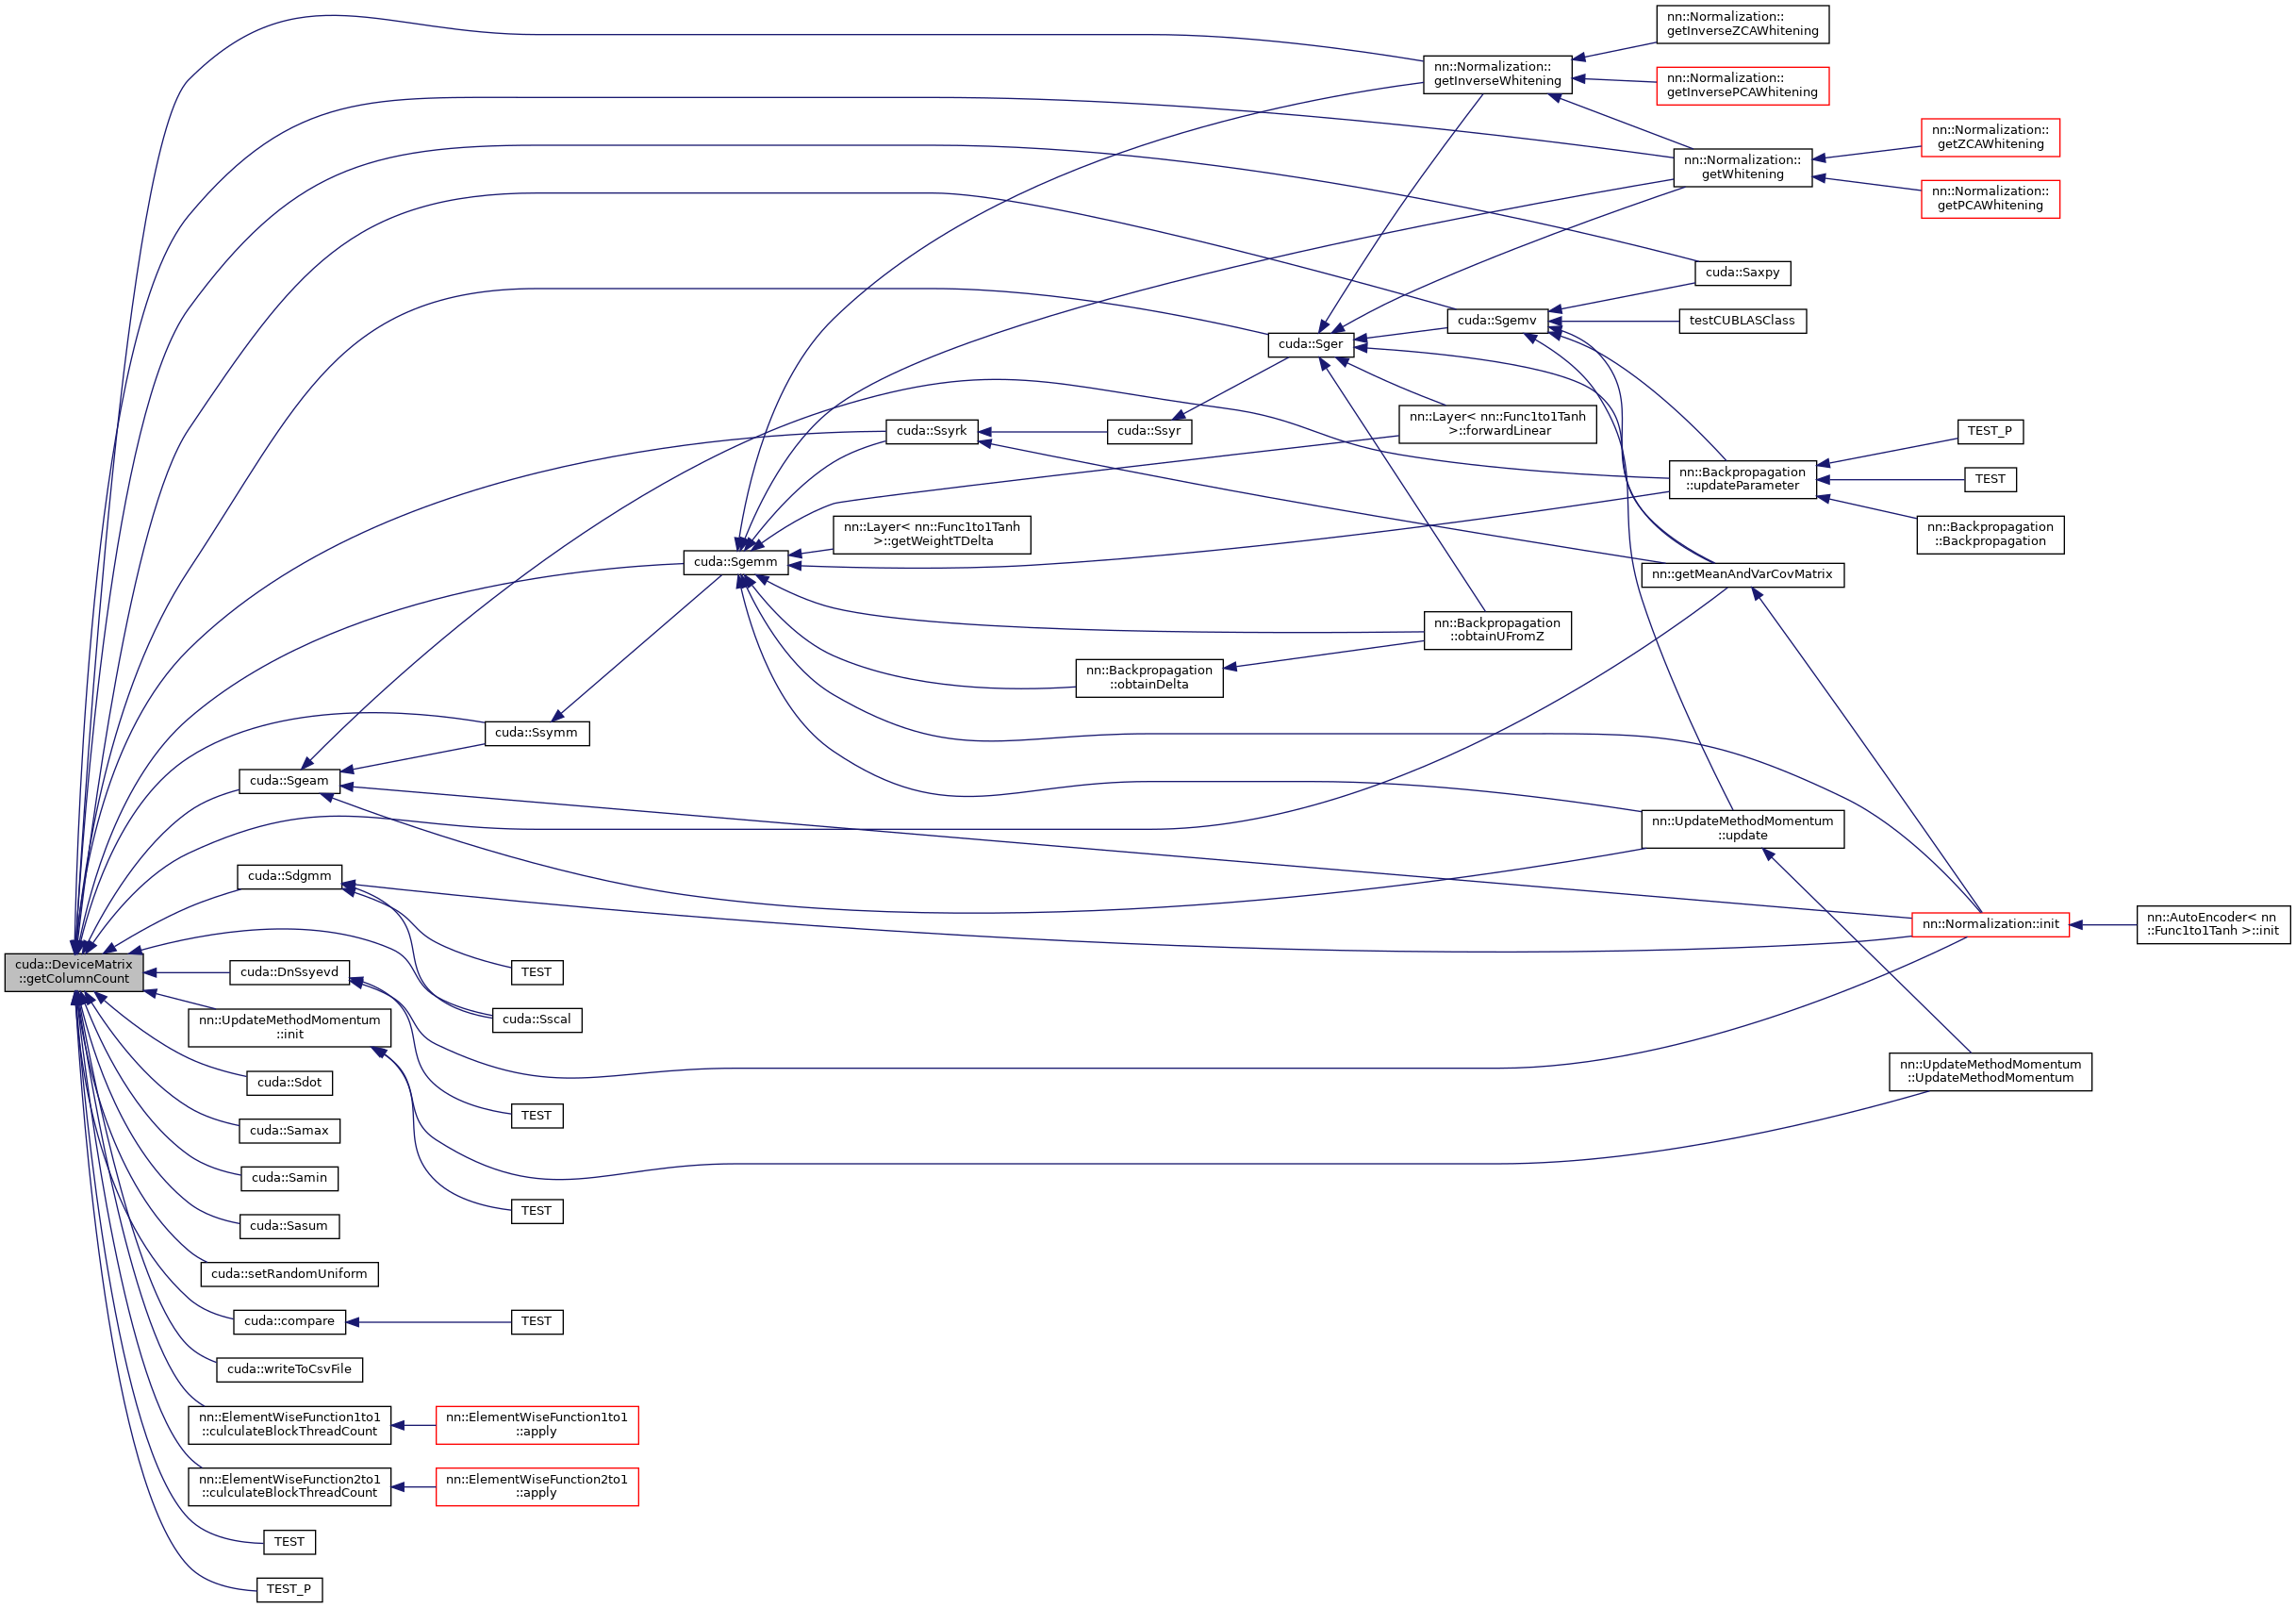 nn::Normalization::
getInverseZCAWhitening
nn::Normalization::
getInverseWhitening
nn::Normalization::
getInversePCAWhitening
nn::Normalization::
getZCAWhitening
nn::Normalization::
getWhitening
nn::Normalization::
getPCAWhitening
cuda::Saxpy
cuda::Sgemv
testCUBLASClass
cuda::Sger
nn::Layer< nn::Func1to1Tanh
>::forwardLinear
cuda::Ssyrk
cuda::Ssyr
TEST_P
nn::Backpropagation
::updateParameter
TEST
nn::Layer< nn::Func1to1Tanh
>::getWeightTDelta
nn::Backpropagation
::Backpropagation
cuda::Sgemm
nn::getMeanAndVarCovMatrix
nn::Backpropagation
::obtainUFromZ
nn::Backpropagation
::obtainDelta
cuda::Ssymm
cuda::Sgeam
nn::UpdateMethodMomentum
::update
cuda::Sdgmm
nn::Normalization::init
nn::AutoEncoder< nn
::Func1to1Tanh >::init
cuda::DeviceMatrix
::getColumnCount
cuda::DnSsyevd
TEST
nn::UpdateMethodMomentum
::init
cuda::Sscal
nn::UpdateMethodMomentum
::UpdateMethodMomentum
cuda::Sdot
TEST
cuda::Samax
cuda::Samin
TEST
cuda::Sasum
cuda::setRandomUniform
cuda::compare
TEST
cuda::writeToCsvFile
nn::ElementWiseFunction1to1
::culculateBlockThreadCount
nn::ElementWiseFunction1to1
::apply
nn::ElementWiseFunction2to1
::culculateBlockThreadCount
nn::ElementWiseFunction2to1
::apply
TEST
TEST_P